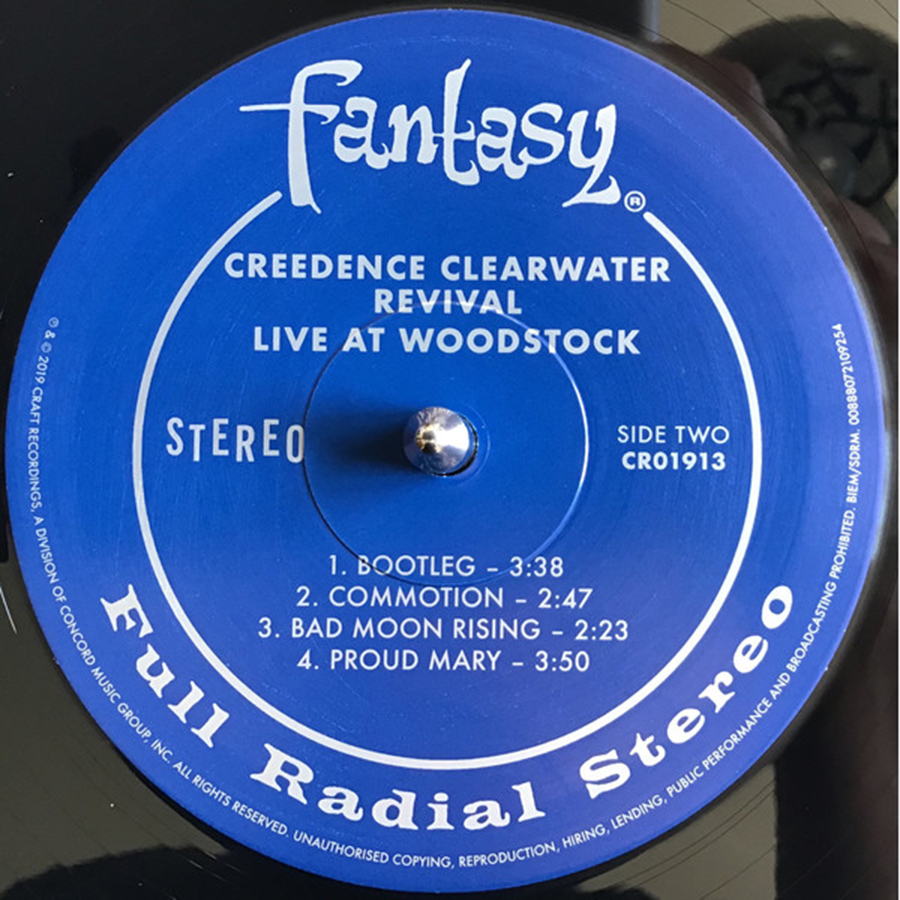 fantasy®
CREEDENCE CLEARWATER
REVIVAL
LIVE AT WOODSTOCK
STEREO
SIDE TWO
CR01913
1. BOOTLEG – 3:38
2. COMMOTION – 2:47
3. BAD MOON RISING – 2:23
4. PROUD MARY – 3:50
Full Radial Stereo
℗ & © 2019 CRAFT RECORDINGS, A DIVISION OF CONCORD MUSIC GROUP, INC. ALL RIGHTS RESERVED. UNAUTHORISED COPYING, REPRODUCTION, HIRING, LENDING, PUBLIC PERFORMANCE AND BROADCASTING PROHIBITED. BIEM/SDRM. 00888072109254